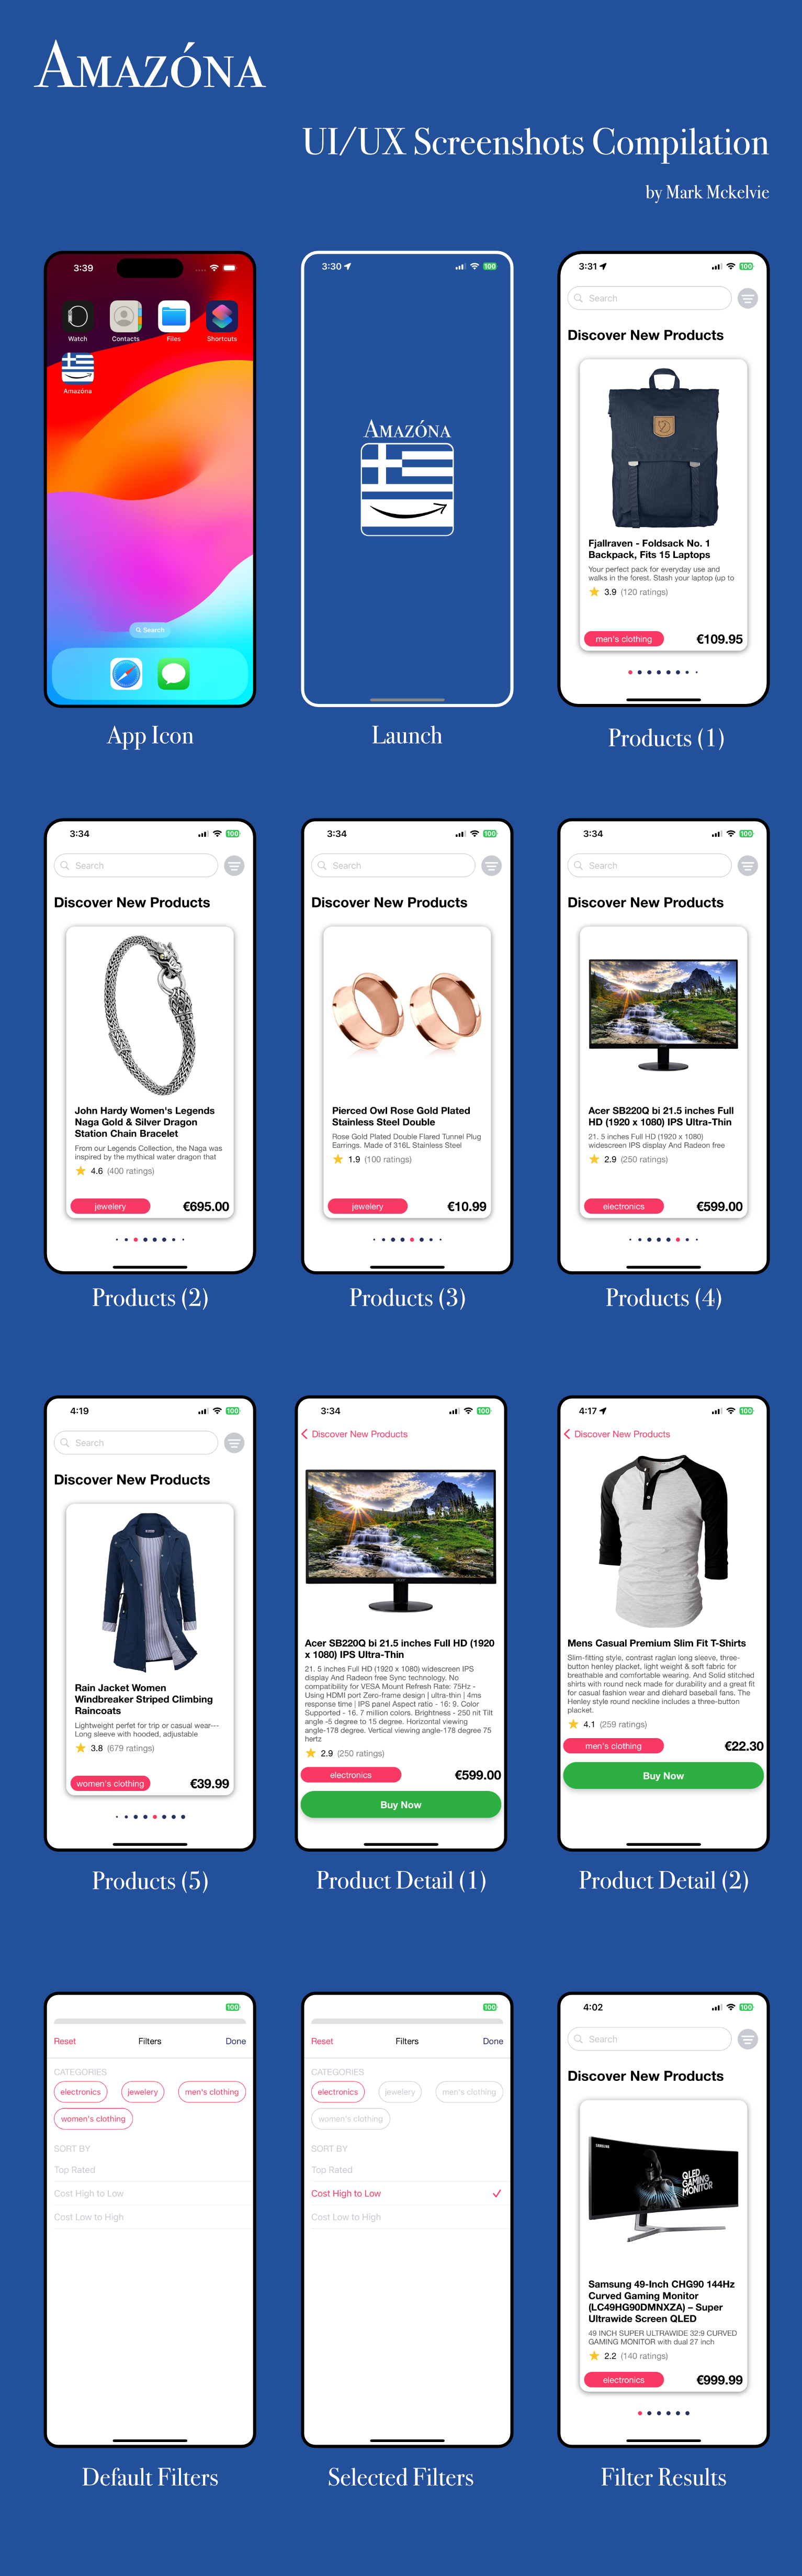 AMAZÓNA
UI/UX Screenshots Compilation
by Mark Mckelvie
3:39
Watch
Contacts
Files
Shortcuts
Amazóna
Search
App Icon
3:30
100
AMAZÓNA
Launch
3:31
100
Search
Discover New Products
Fjallraven - Foldsack No. 1
Backpack, Fits 15 Laptops
Your perfect pack for everyday use and
walks in the forest. Stash your laptop (up to
3.9 (120 ratings)
men's clothing
€109.95
Products (1)
3:34
100
Search
Discover New Products
John Hardy Women's Legends
Naga Gold & Silver Dragon
Station Chain Bracelet
From our Legends Collection, the Naga was
inspired by the mythical water dragon that
4.6 (400 ratings)
jewelery
€695.00
Products (2)
3:34
100
Search
Discover New Products
Pierced Owl Rose Gold Plated
Stainless Steel Double
Rose Gold Plated Double Flared Tunnel Plug
Earrings. Made of 316L Stainless Steel
1.9 (100 ratings)
jewelery
€10.99
Products (3)
3:34
100
Search
Discover New Products
Acer SB220Q bi 21.5 inches Full
HD (1920 x 1080) IPS Ultra-Thin
21. 5 inches Full HD (1920 x 1080)
widescreen IPS display And Radeon free
2.9 (250 ratings)
electronics
€599.00
Products (4)
4:19
100
Search
Discover New Products
Rain Jacket Women
Windbreaker Striped Climbing
Raincoats
Lightweight perfet for trip or casual wear---
Long sleeve with hooded, adjustable
3.8 (679 ratings)
women's clothing
€39.99
Products (5)
3:34
100
Discover New Products
Acer SB220Q bi 21.5 inches Full HD (1920
x 1080) IPS Ultra-Thin
21. 5 inches Full HD (1920 x 1080) widescreen IPS
display And Radeon free Sync technology. No
compatibility for VESA Mount Refresh Rate: 75Hz -
Using HDMI port Zero-frame design | ultra-thin | 4ms
response time | IPS panel Aspect ratio - 16: 9. Color
Supported - 16. 7 million colors. Brightness - 250 nit Tilt
angle -5 degree to 15 degree. Horizontal viewing
angle-178 degree. Vertical viewing angle-178 degree 75
hertz
2.9 (250 ratings)
electronics
€599.00
Buy Now
Product Detail (1)
4:17
100
Discover New Products
Mens Casual Premium Slim Fit T-Shirts
Slim-fitting style, contrast raglan long sleeve, three-
button henley placket, light weight & soft fabric for
breathable and comfortable wearing. And Solid stitched
shirts with round neck made for durability and a great fit
for casual fashion wear and diehard baseball fans. The
Henley style round neckline includes a three-button
placket.
4.1 (259 ratings)
men's clothing
€22.30
Buy Now
Product Detail (2)
100
Reset
Filters
Done
CATEGORIES
electronics
jewelery
men's clothing
women's clothing
SORT BY
Top Rated
Cost High to Low
Cost Low to High
Default Filters
100
Reset
Filters
Done
CATEGORIES
electronics
jewelery
men's clothing
women's clothing
SORT BY
Top Rated
Cost High to Low
Cost Low to High
Selected Filters
4:02
100
Search
Discover New Products
SAMSUNG
QLED
GAMING
MONITOR
Samsung 49-Inch CHG90 144Hz
Curved Gaming Monitor
(LC49HG90DMNXZA) – Super
Ultrawide Screen QLED
49 INCH SUPER ULTRAWIDE 32:9 CURVED
GAMING MONITOR with dual 27 inch
2.2 (140 ratings)
electronics
€999.99
Filter Results